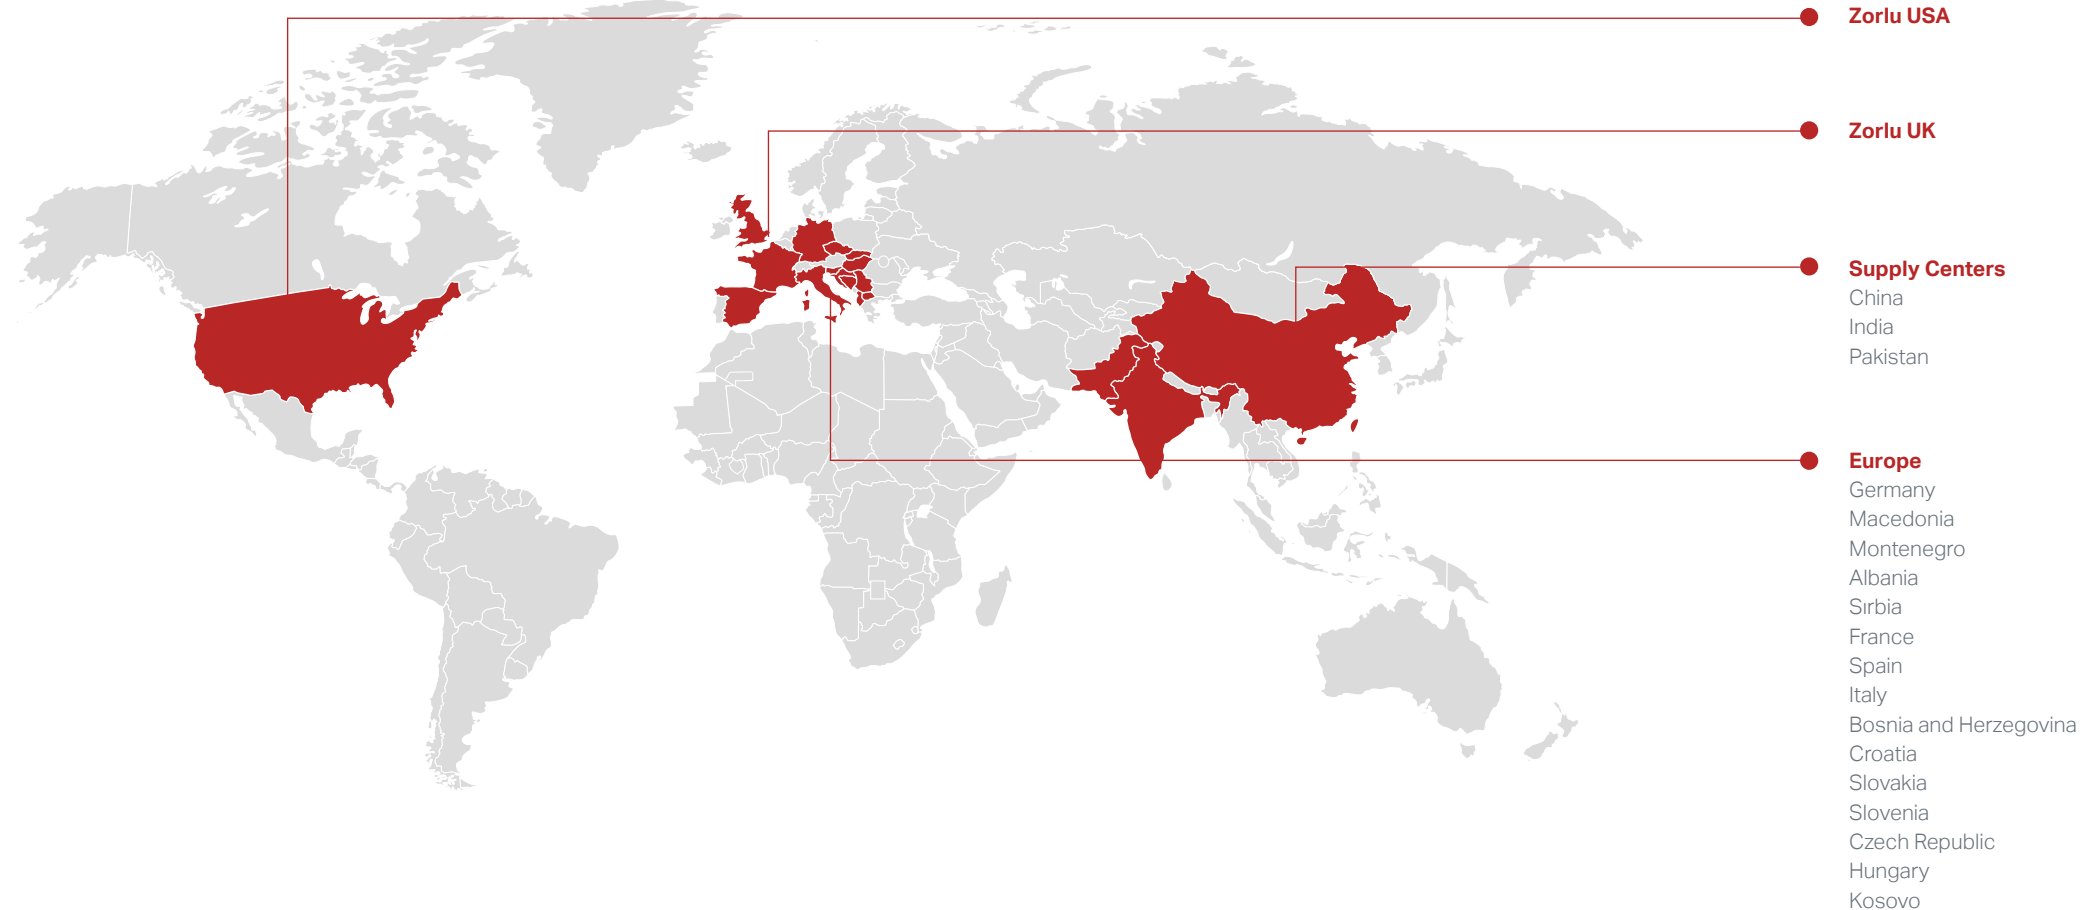 Zorlu USA
Zorlu UK
Supply Centers
China
India
Pakistan
Europe
Germany
Macedonia
Montenegro
Albania
Sırbia
France
Spain
Italy
Bosnia and Herzegovina
Croatia
Slovakia
Slovenia
Czech Republic
Hungary
Kosovo